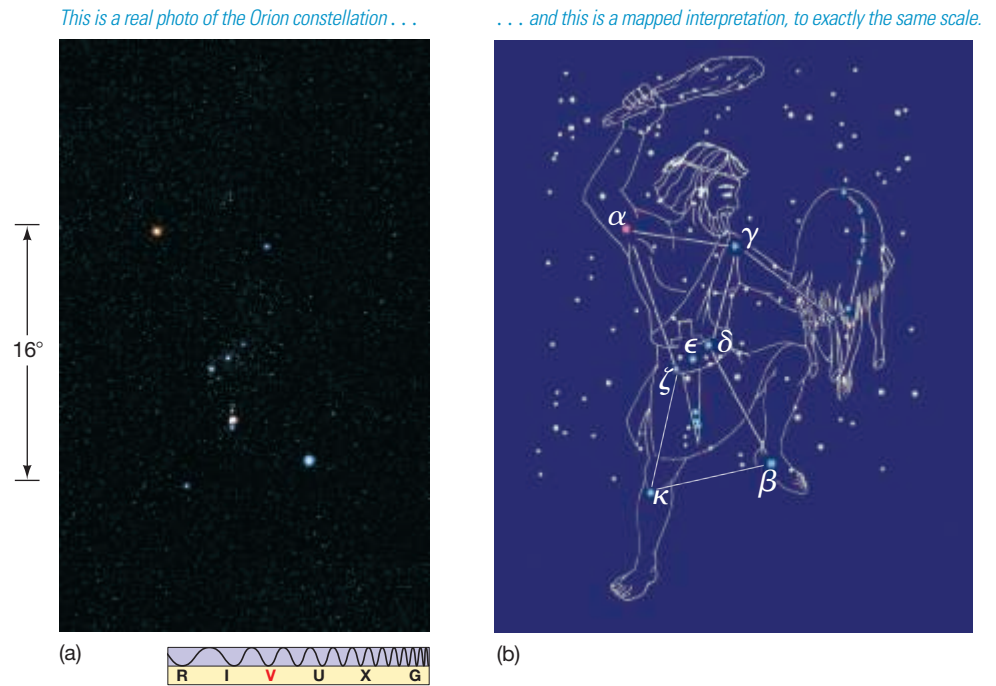 This is a real photo of the Orion constellation . . .
. . . and this is a mapped interpretation, to exactly the same scale.
16°
α
γ
ϵ δ
ζ
κ
β
(a)
R I V U X G
(b)